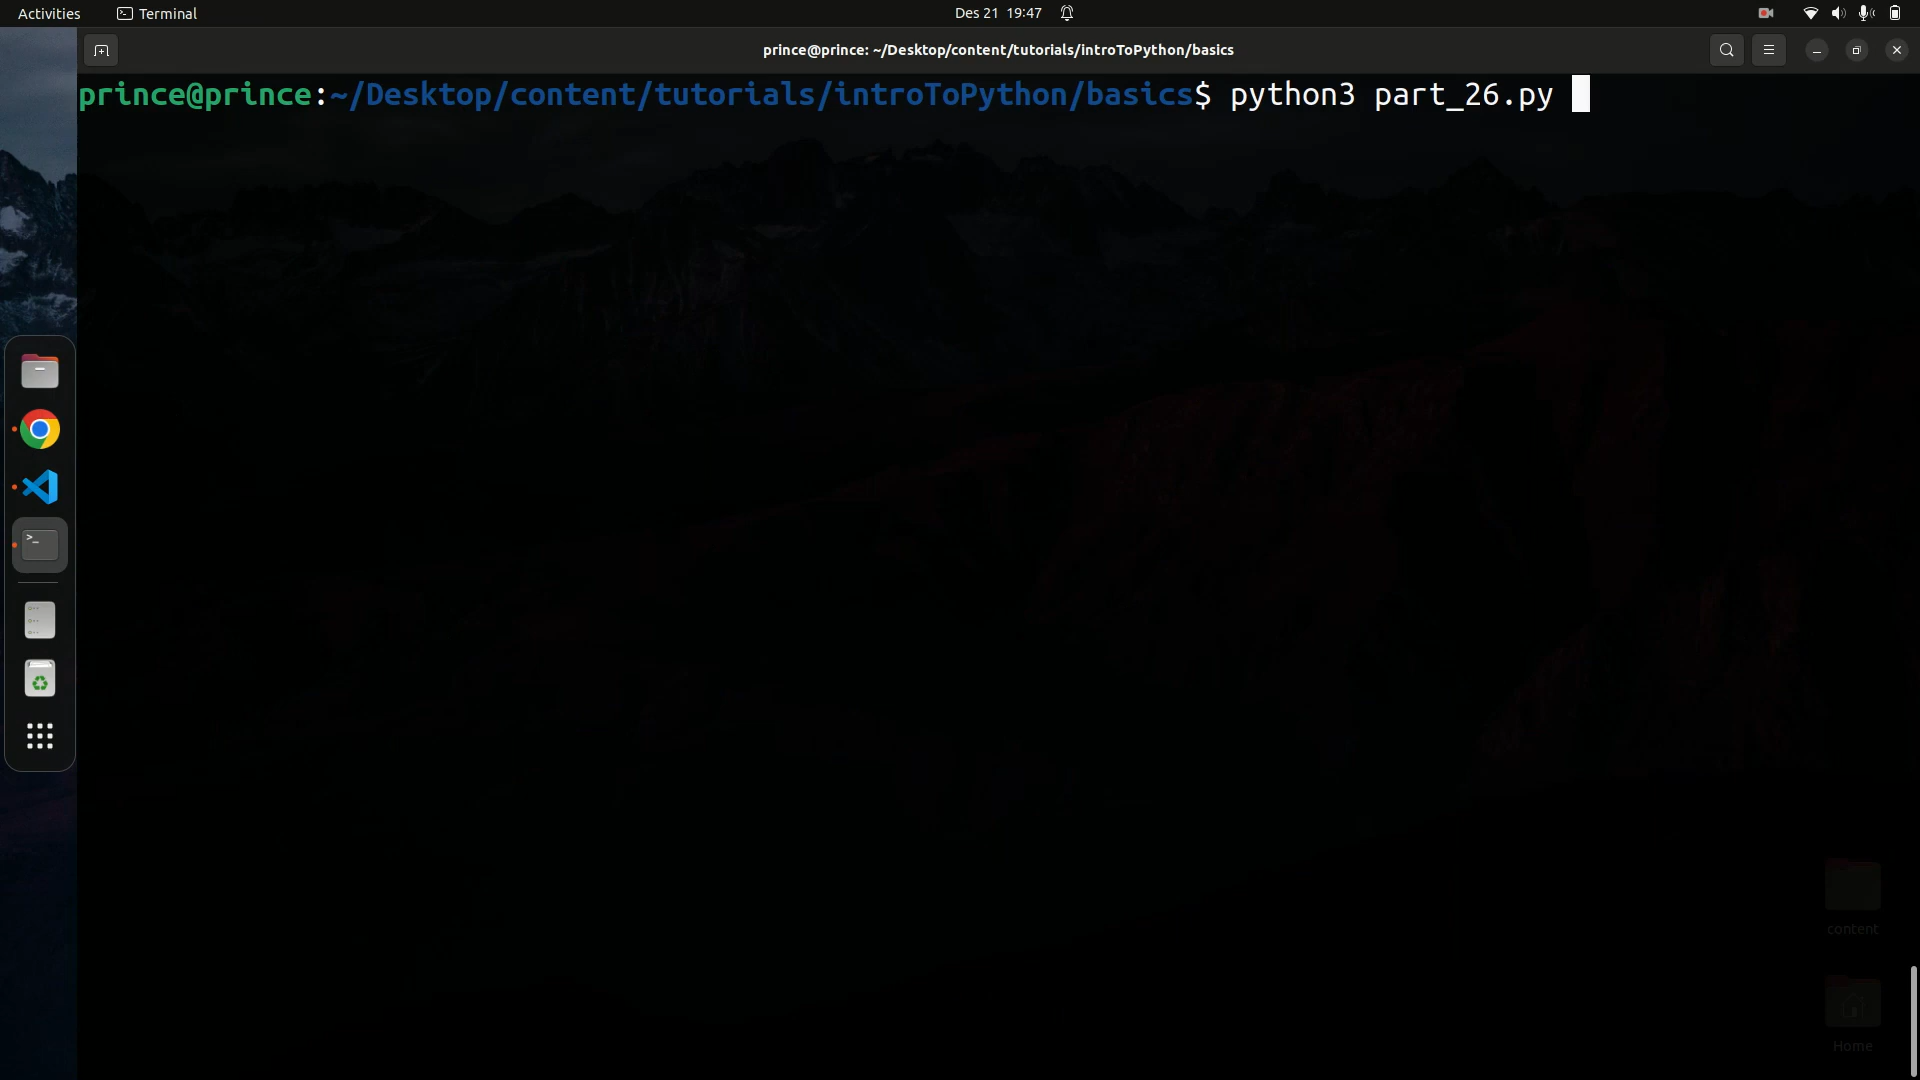 Activities Terminal Des 21 19:47
prince@prince: ~/Desktop/content/tutorials/introToPython/basics
prince@prince:~/Desktop/content/tutorials/introToPython/basics$ python3 part_26.py
>_
content
Home